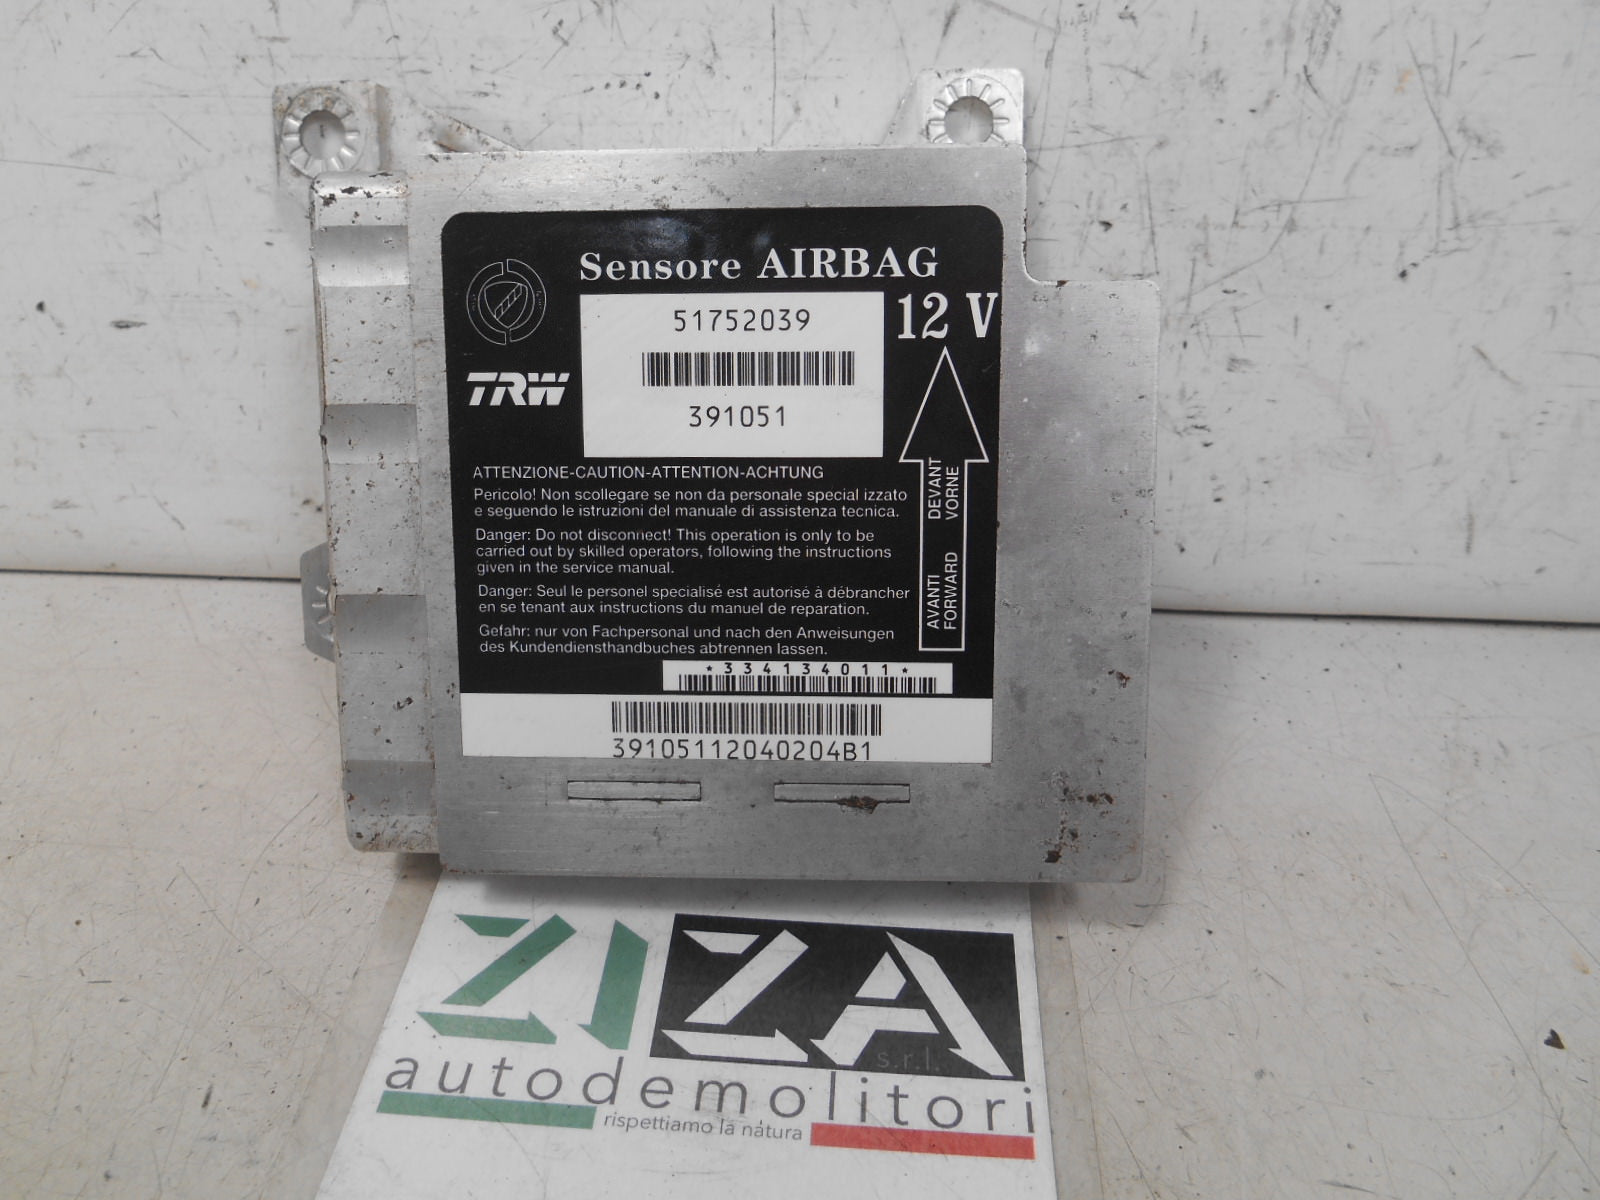 Sensore AIRBAG
51752039
12 V
TRW
391051
ATTENZIONE-CAUTION-ATTENTION-ACHTUNG
Pericolo! Non scollegare se non da personale special izzato
e seguendo le istruzioni del manuale di assistenza tecnica.
Danger: Do not disconnect! This operation is only to be
carried out by skilled operators, following the instructions
given in the service manual.
Danger: Seul le personel specialisé est autorisé à débrancher
en se tenant aux instructions du manuel de reparation.
Gefahr: nur von Fachpersonal und nach den Anweisungen
des Kundendiensthandbuches abtrennen lassen.
AVANTI DEVANT
FORWARD VORNE
*334134011*
39105112040204B1
ZIZA
s.r.l.
autodemolitori
rispettiamo la natura